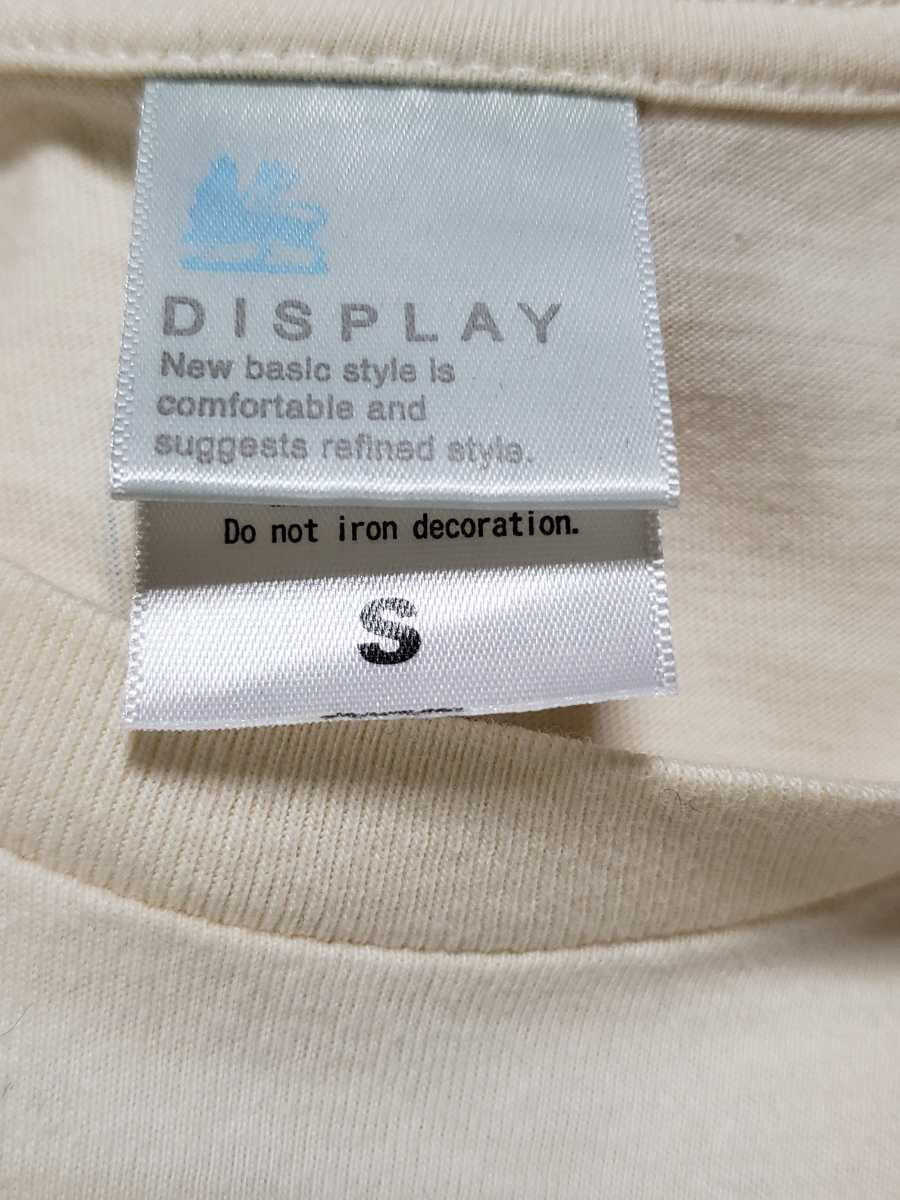 DISPLAY
New basic style is
comfortable and
suggests refined style.
Do not iron decoration.
S